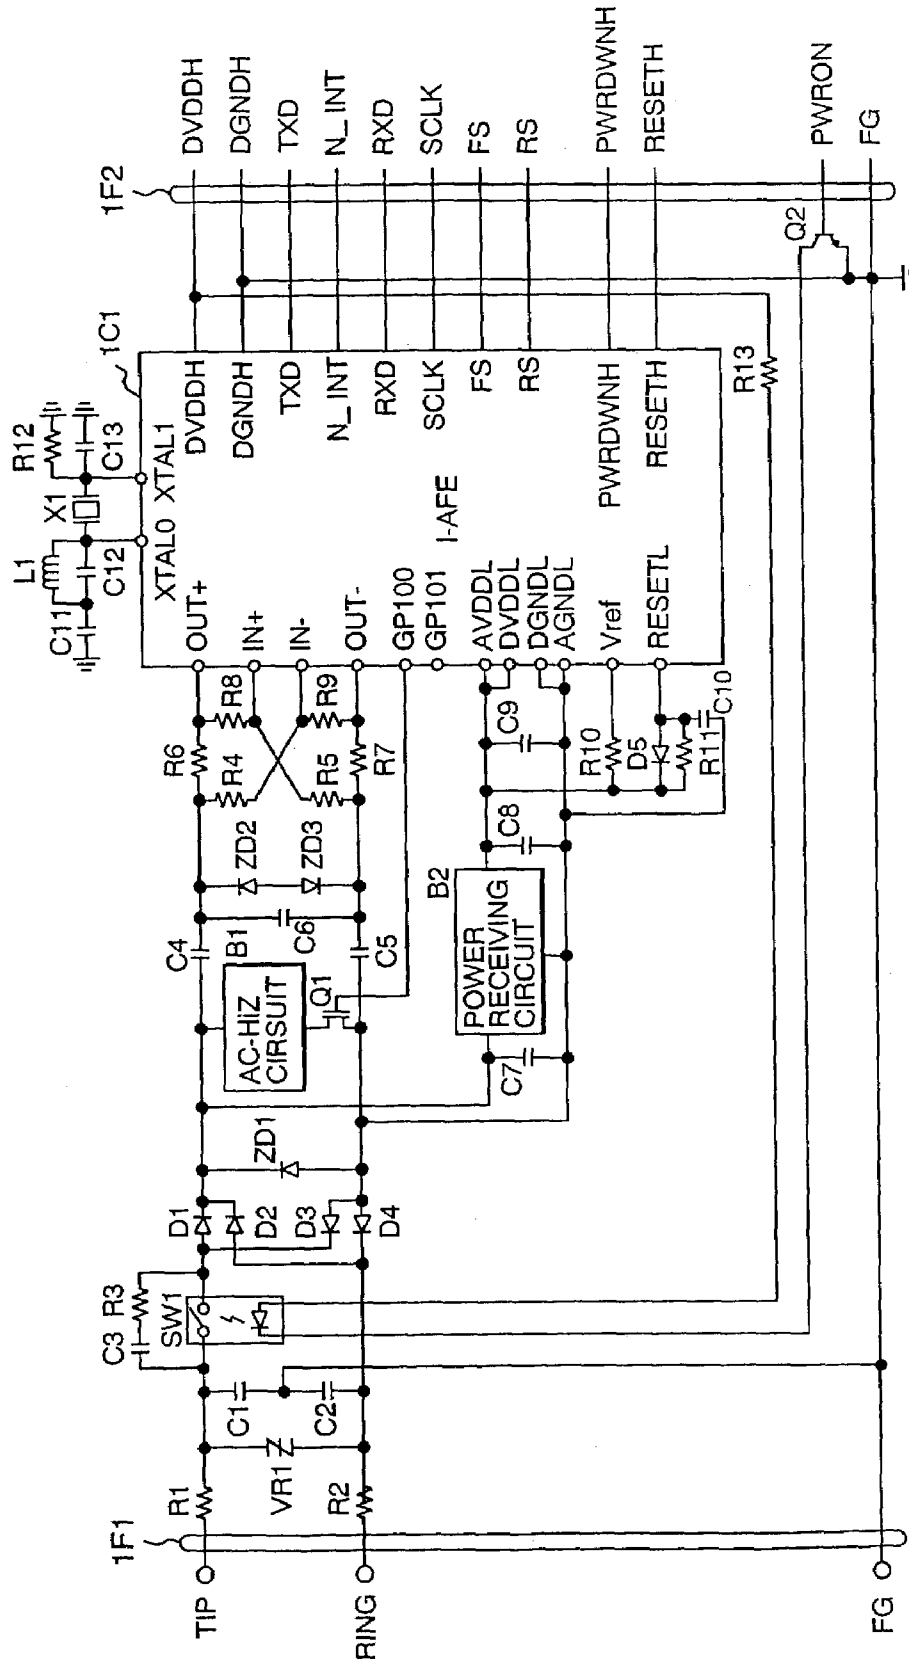 1F1
TIP
RING
FG
R1
VR1
R2
C1
C2
C3
R3
SW1
D1
D2
D3
D4
ZD1
AC-HiZ
CIRSUIT
B1
Q1
C4
C5
C6
ZD2
ZD3
R6
R4
R5
R7
R8
R9
C7
POWER
RECEIVING
CIRCUIT
B2
C8
C9
R10
D5
R11
C10
L1
C11
C12
X1
R12
C13
XTAL0
XTAL1
1C1
OUT+
IN+
IN-
OUT-
GP100
GP101
AVDDL
DVDDL
DGNDL
AGNDL
Vref
RESETL
I-AFE
DVDDH
DGNDH
TXD
N_INT
RXD
SCLK
FS
RS
PWRDWNH
RESETH
R13
Q2
1F2
DVDDH
DGNDH
TXD
N_INT
RXD
SCLK
FS
RS
PWRDWNH
RESETH
PWRON
FG